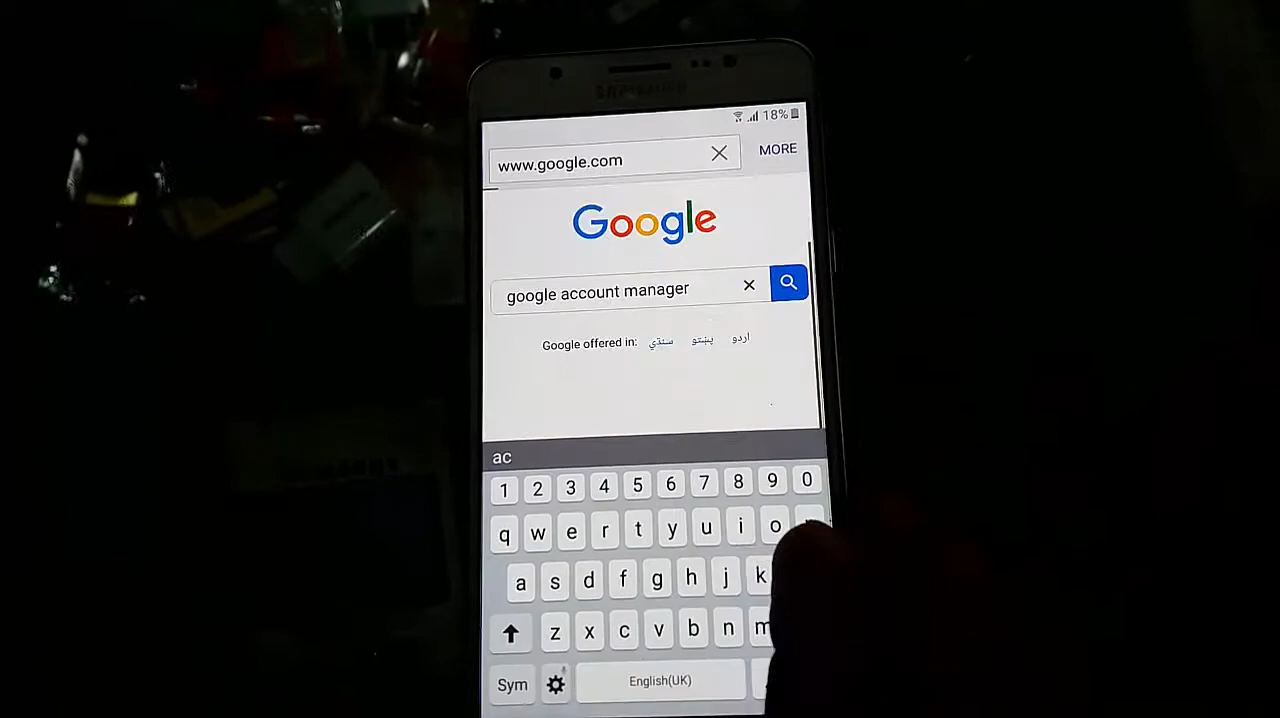 SAMSUNG
18%
www.google.com
MORE
Google
google account manager
Google offered in: سنڌي پښتو اردو
ac
1 2 3 4 5 6 7 8 9 0
q w e r t y u i o
a s d f g h j k
z x c v b n m
Sym English(UK)